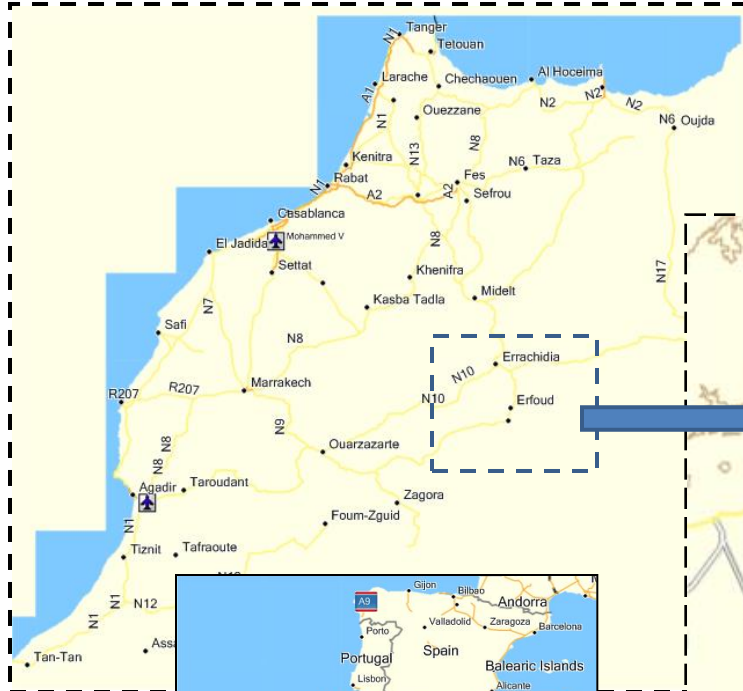 Tanger
N1
Tetouan
Larache
Chechaouen
Al Hoceima
A1
N1
Ouezzane
N2
N2
N2
N6
Oujda
N13
N8
Kenitra
N6
Taza
Rabat
N1
A2
A2
Fes
Sefrou
Casablanca
Mohammed V
El Jadida
N8
Settat
Khenifra
N17
Midelt
Kasba Tadla
N7
Safi
N8
Errachidia
N10
R207
R207
Marrakech
N10
Erfoud
N9
N8
N8
Ouarzazarte
Agadir
Taroudant
Zagora
N1
Foum-Zguid
Tiznit
Tafraoute
N1
N12
N1
Tan-Tan
Gijon
Bilbao
A9
Andorra
Porto
Valladolid
Zaragoza
Barcelona
Portugal
Spain
Balearic Islands
Lisbon
Alicante